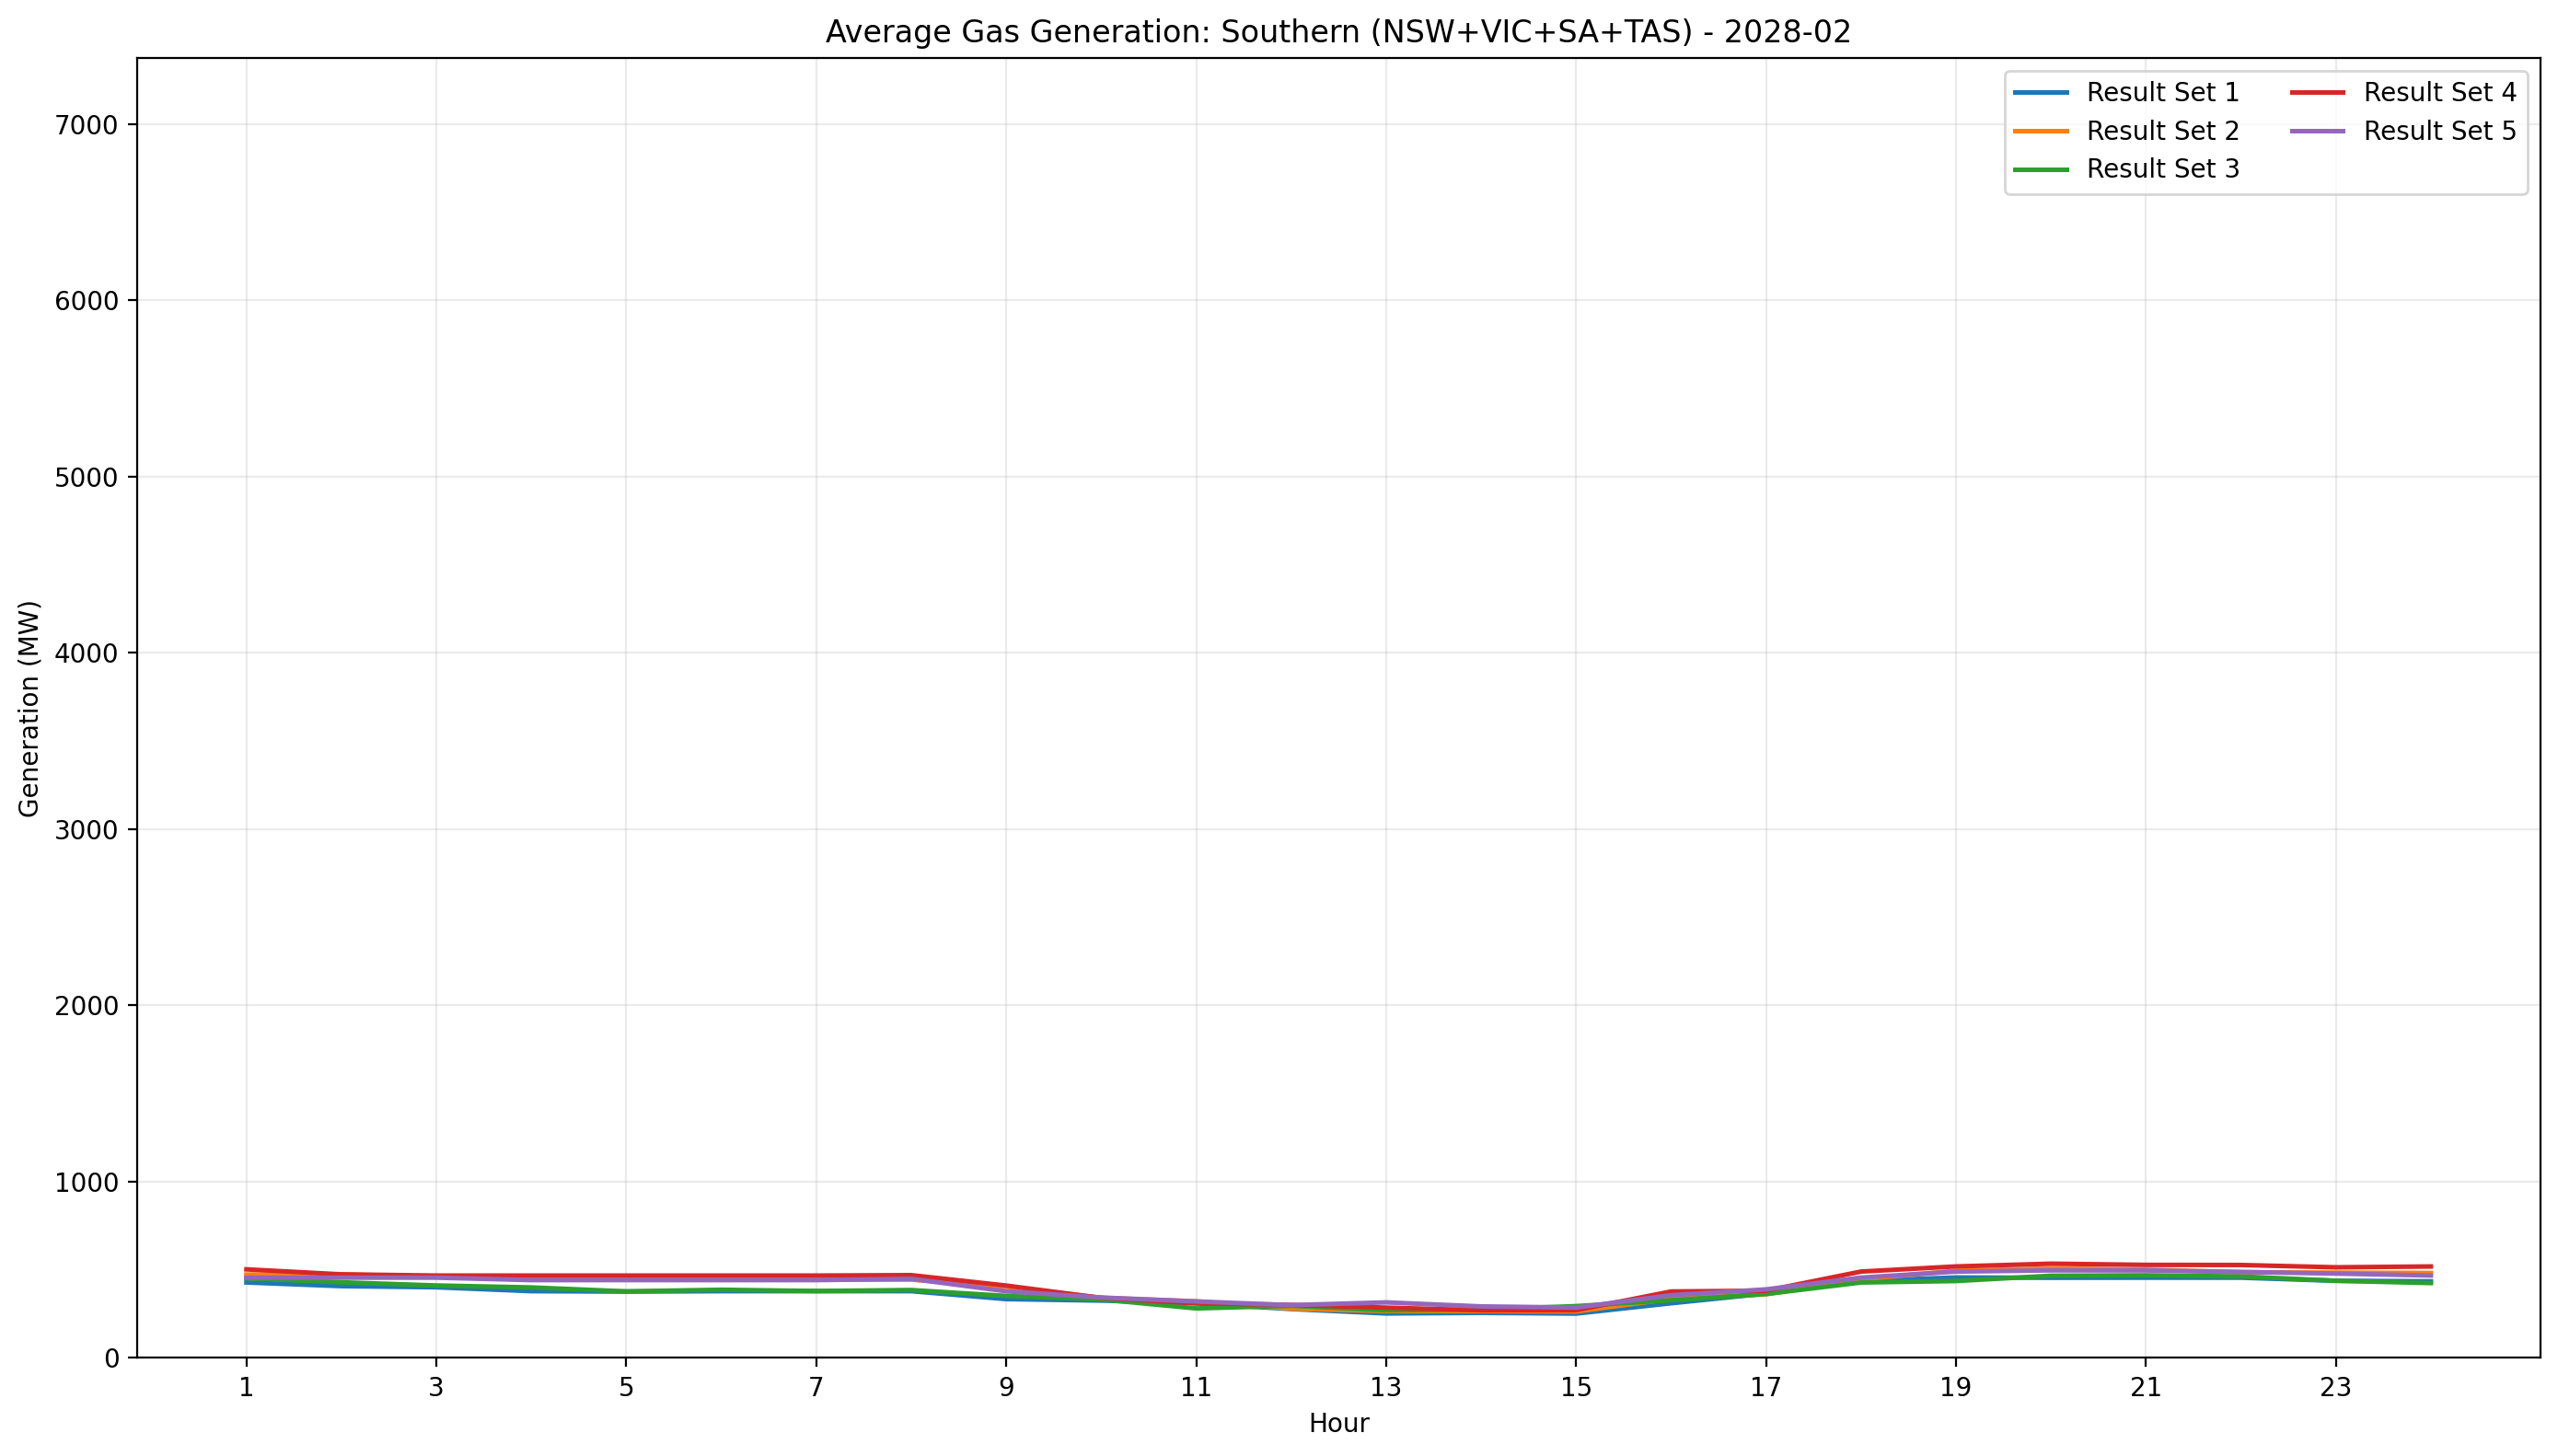 Average Gas Generation: Southern (NSW+VIC+SA+TAS) - 2028-02
Result Set 1
Result Set 2
Result Set 3
Result Set 4
Result Set 5
Generation (MW)
7000
6000
5000
4000
3000
2000
1000
0
1 3 5 7 9 11 13 15 17 19 21 23
Hour